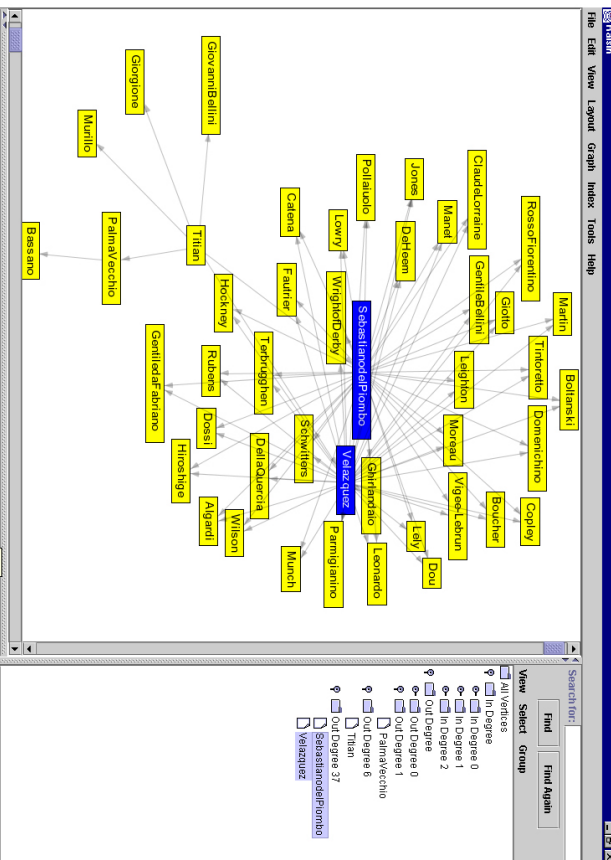 File Edit View Layout Graph Index Tools Help
Boltanski
Martin
Tintoretto
Domenichino
RossoFiorentino
Copley
Giotto
Boucher
ClaudeLorraine
GentileBellini
Leighton
Vigee-Lebrun
Manet
Moreau
Dou
Jones
DeHeem
Lely
Pollaiuolo
SebastianodelPiombo
Ghirlandaio
Leonardo
Lowry
WrightofDerby
Velazquez
Parmigianino
Catena
Fautrier
Schwitters
Munch
Terbrugghen
DellaQuercia
Wilson
Hockney
GiovanniBellini
Rubens
Dossi
Algardi
Titian
Hiroshige
GentiledaFabriano
Giorgione
PalmaVecchio
Murillo
Bassano
Search for:
Find Find Again
View Select Group
All Vertices
In Degree
In Degree 0
In Degree 1
In Degree 2
Out Degree
Out Degree 0
Out Degree 1
PalmaVecchio
Out Degree 6
Titian
Out Degree 37
SebastianodelPiombo
Velazquez